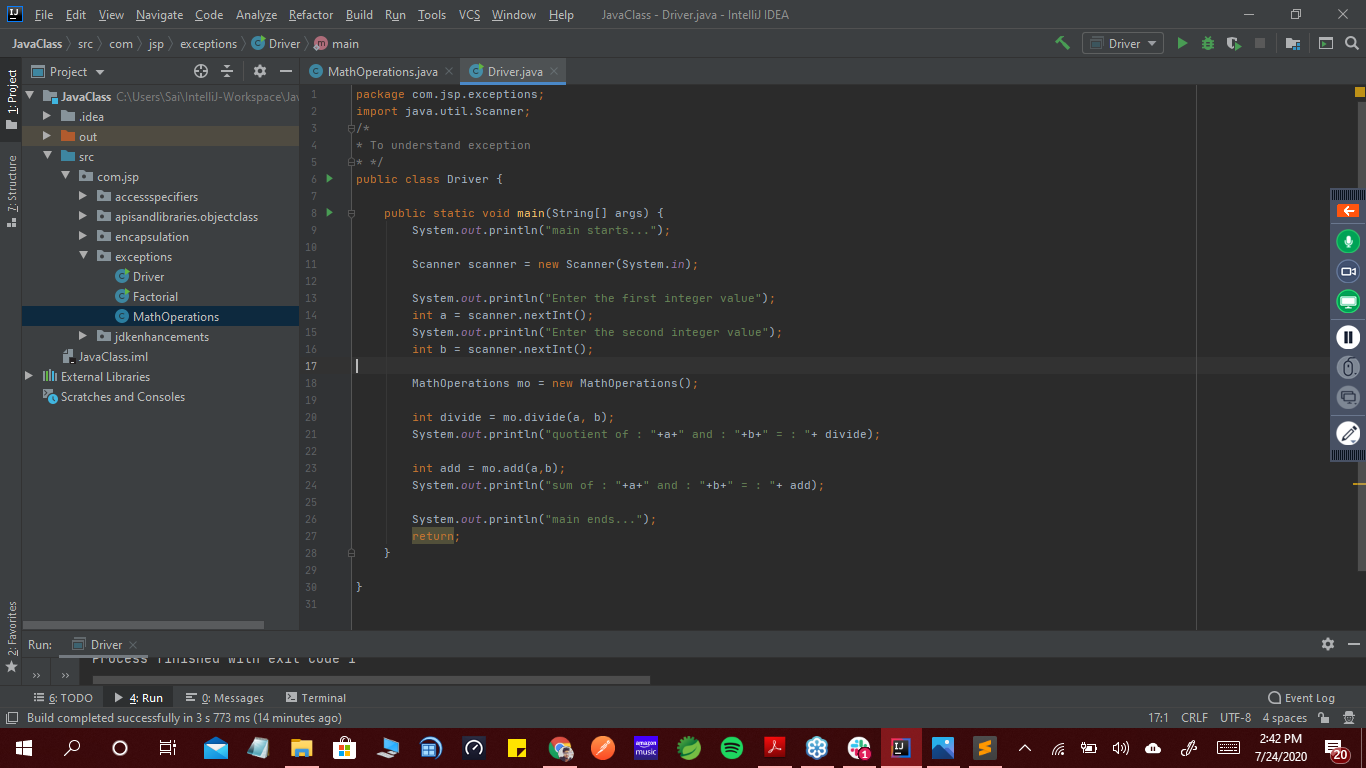 File Edit View Navigate Code Analyze Refactor Build Run Tools VCS Window Help JavaClass - Driver.java - IntelliJ IDEA
JavaClass src com jsp exceptions Driver main Driver
Project MathOperations.java Driver.java
1: Project
7: Structure
2: Favorites
JavaClass C:\Users\Sai\IntelliJ-Workspace\Jav
.idea
out
src
com.jsp
accessspecifiers
apisandlibraries.objectclass
encapsulation
exceptions
Driver
Factorial
MathOperations
jdkenhancements
JavaClass.iml
External Libraries
Scratches and Consoles
1 package com.jsp.exceptions;
2 import java.util.Scanner;
3 /*
4 * To understand exception
5 * */
6 public class Driver {
7
8 public static void main(String[] args) {
9 System.out.println("main starts...");
10
11 Scanner scanner = new Scanner(System.in);
12
13 System.out.println("Enter the first integer value");
14 int a = scanner.nextInt();
15 System.out.println("Enter the second integer value");
16 int b = scanner.nextInt();
17
18 MathOperations mo = new MathOperations();
19
20 int divide = mo.divide(a, b);
21 System.out.println("quotient of : "+a+" and : "+b+" = : "+ divide);
22
23 int add = mo.add(a,b);
24 System.out.println("sum of : "+a+" and : "+b+" = : "+ add);
25
26 System.out.println("main ends...");
27 return;
28 }
29
30 }
31
Run: Driver
Process finished with exit code 1
6: TODO 4: Run 0: Messages Terminal Event Log
Build completed successfully in 3 s 773 ms (14 minutes ago) 17:1 CRLF UTF-8 4 spaces
amazon music
1
2:42 PM
7/24/2020
20